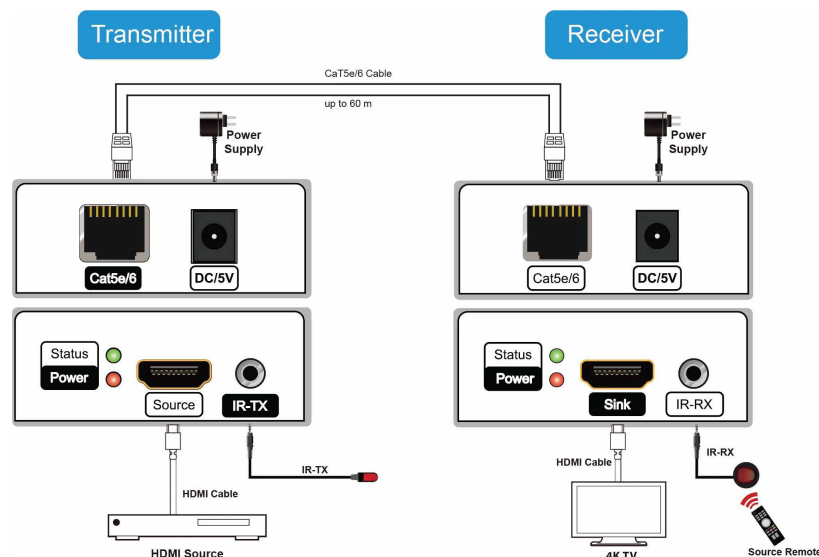 Transmitter
Receiver
CaT5e/6 Cable
up to 60 m
Power
Supply
Power
Supply
Cat5e/6
DC/5V
Cat5e/6
DC/5V
Status
Power
Source
IR-TX
Status
Power
Sink
IR-RX
IR-TX
HDMI Cable
HDMI Source
HDMI Cable
IR-RX
4K TV
Source Remote